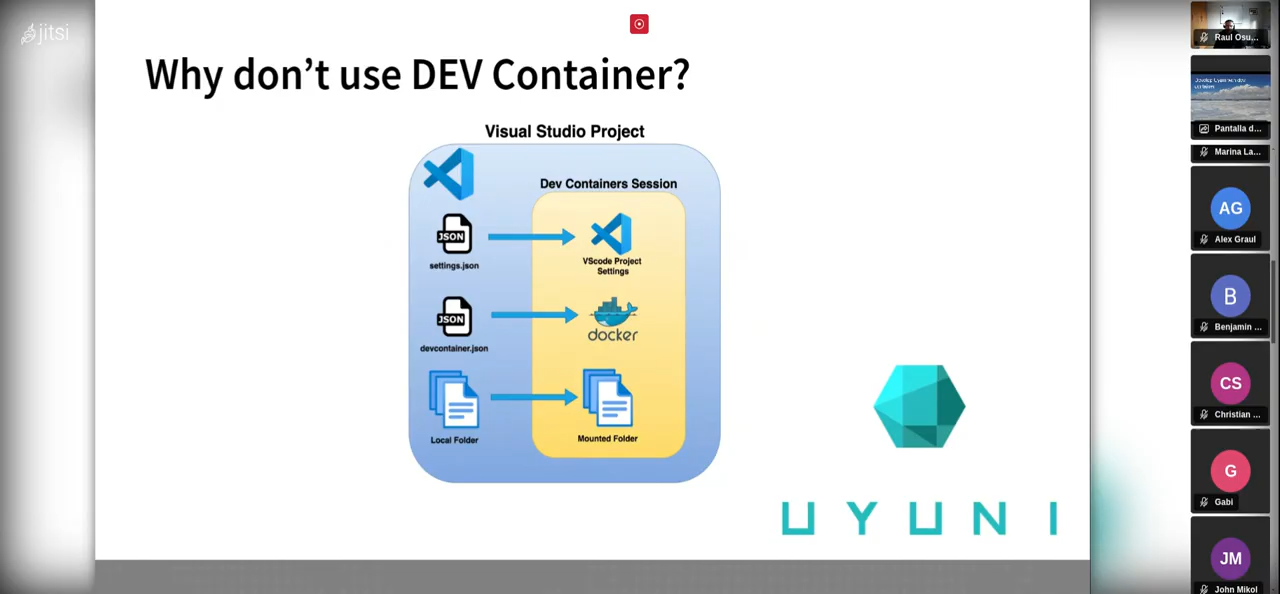 jitsi
Why don't use DEV Container?
Visual Studio Project
Dev Containers Session
JSON
settings.json
VScode Project
Settings
JSON
devcontainer.json
docker
Local Folder
Mounted Folder
UYUNI
Raul Osu...
Develop Uyuni
Pantalla d...
Marina La...
AG
Alex Graul
B
Benjamin ...
CS
Christian ...
G
Gabi
JM
John Mikol